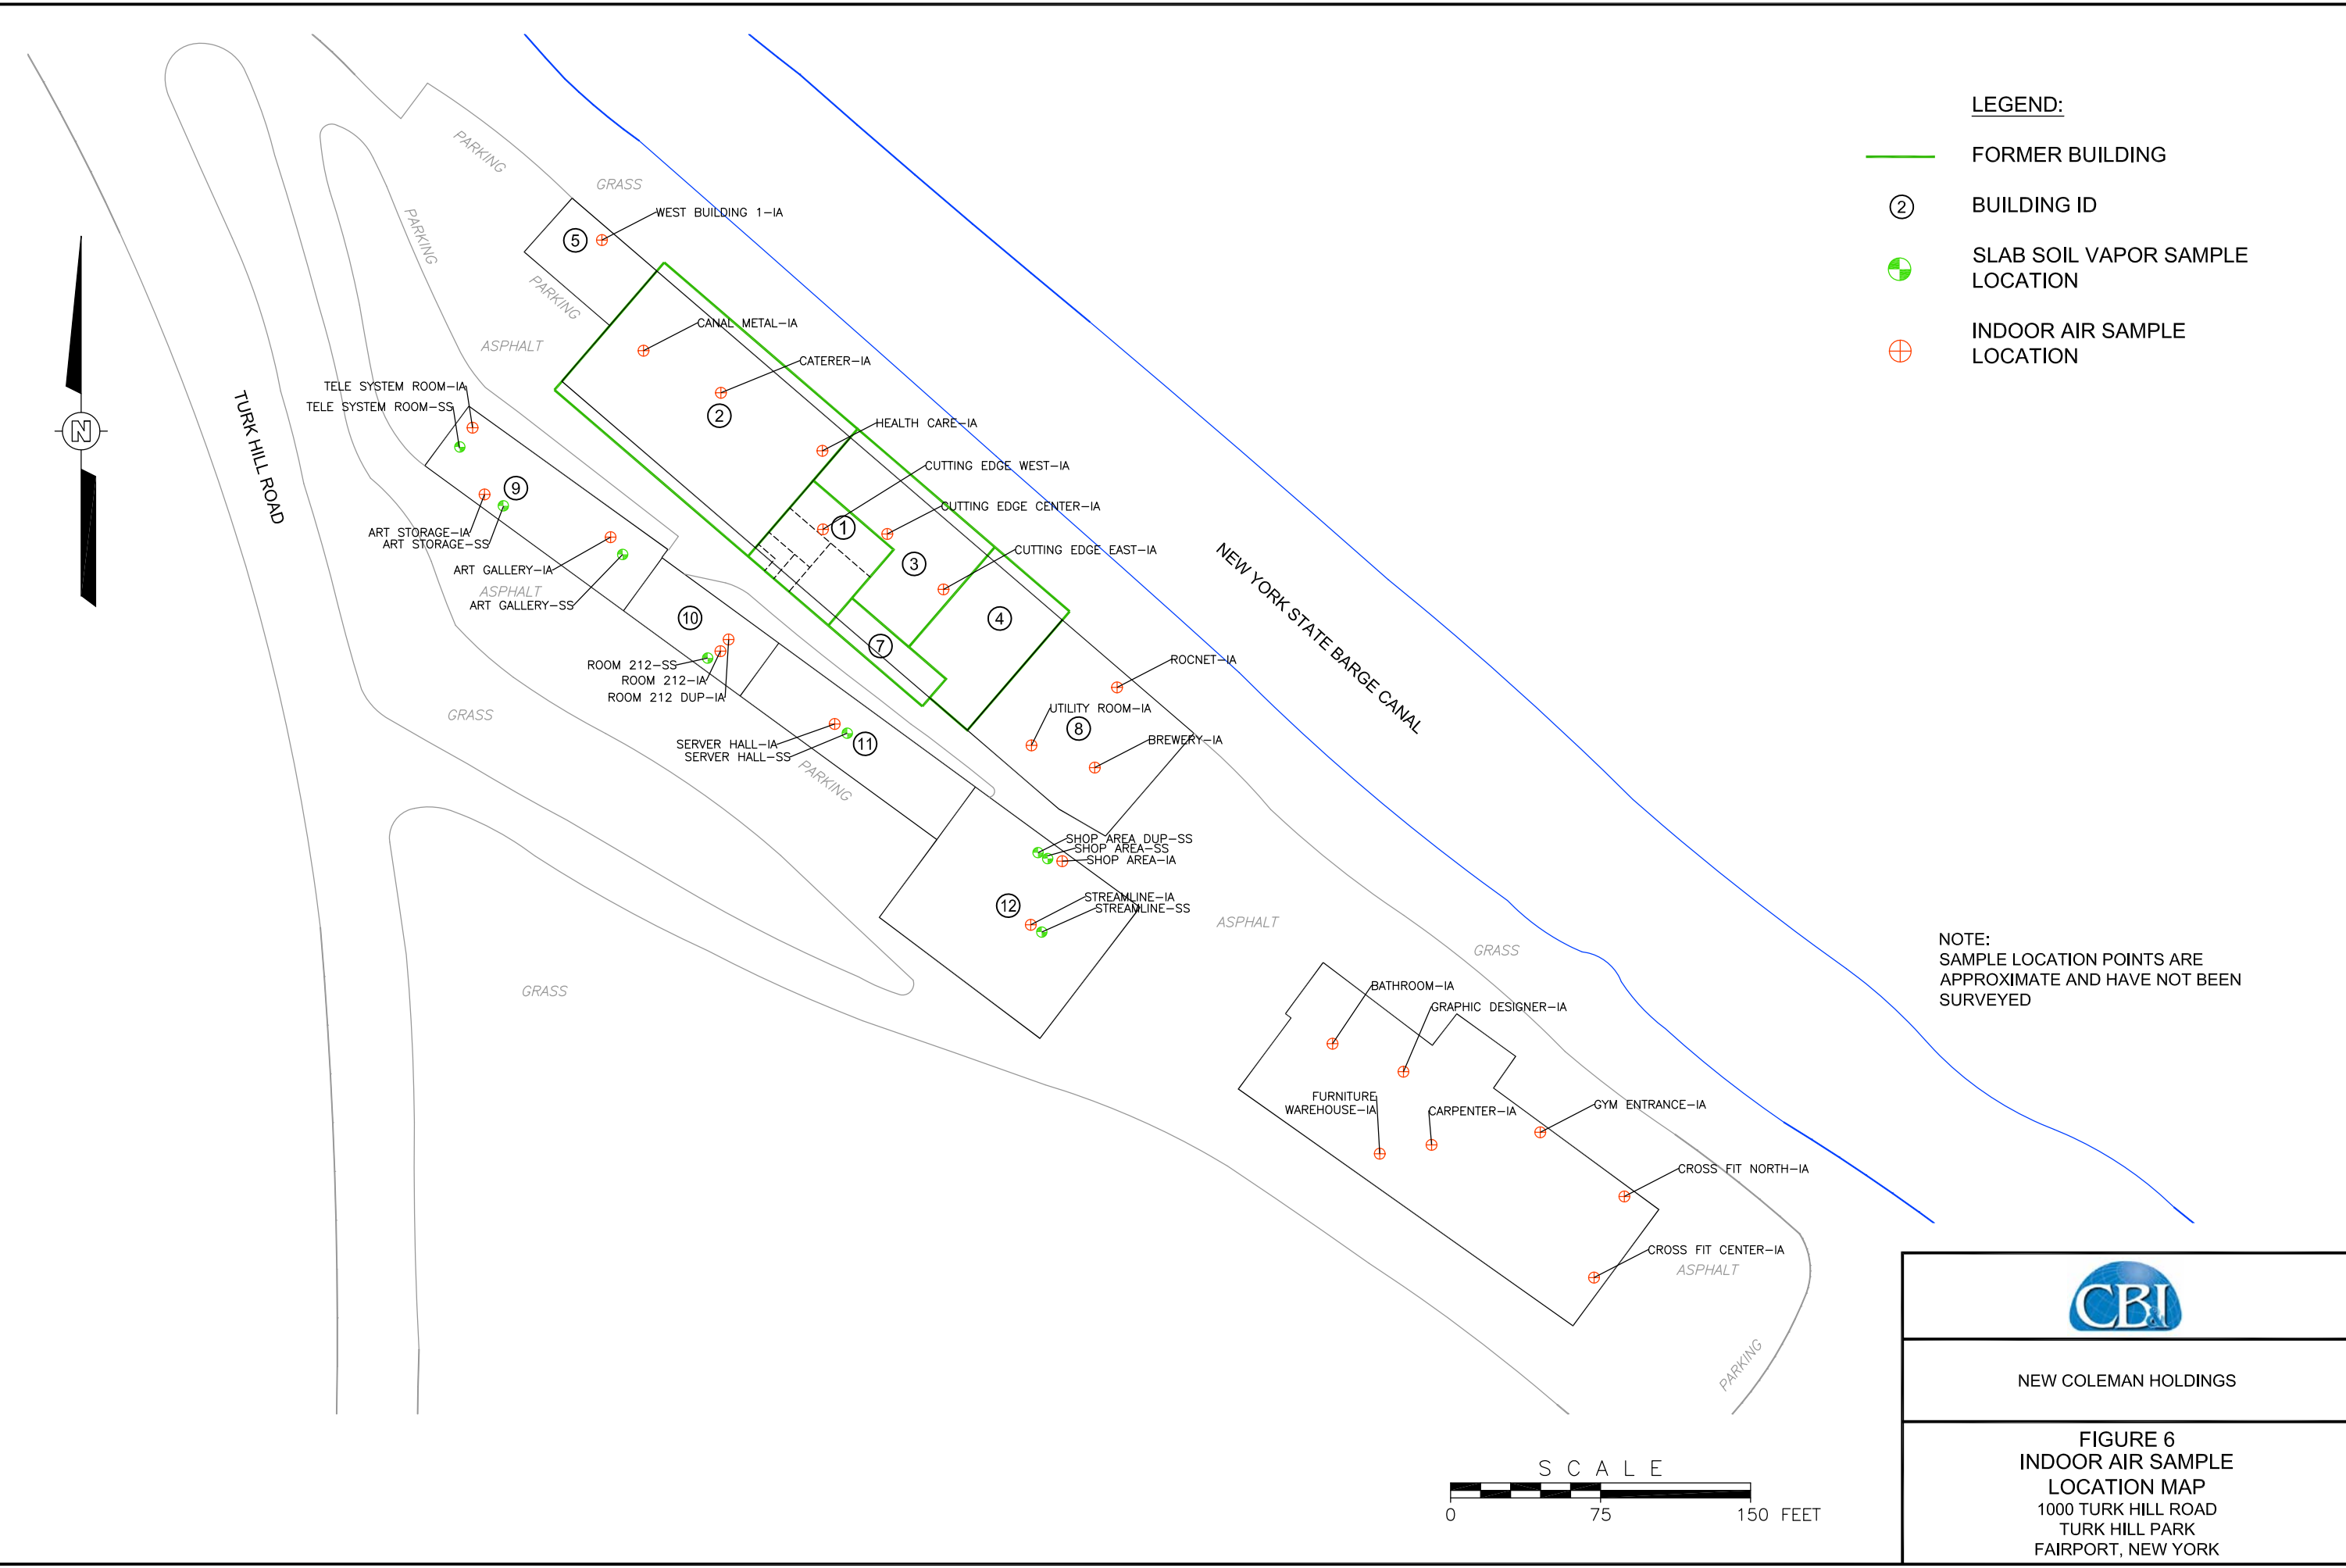 LEGEND:
FORMER BUILDING
2
BUILDING ID
SLAB SOIL VAPOR SAMPLE
LOCATION
INDOOR AIR SAMPLE
LOCATION
PARKING
GRASS
PARKING
WEST BUILDING 1-IA
5
PARKING
CANAL METAL-IA
ASPHALT
CATERER-IA
2
TELE SYSTEM ROOM-IA
TELE SYSTEM ROOM-SS
N
TURK HILL ROAD
HEALTH CARE-IA
CUTTING EDGE WEST-IA
9
CUTTING EDGE CENTER-IA
1
ART STORAGE-IA
ART STORAGE-SS
CUTTING EDGE EAST-IA
3
ART GALLERY-IA
ASPHALT
ART GALLERY-SS
10
4
7
NEW YORK STATE BARGE CANAL
ROOM 212-SS
ROOM 212-IA
ROOM 212 DUP-IA
ROCNET-IA
GRASS
UTILITY ROOM-IA
8
SERVER HALL-IA
SERVER HALL-SS
11
BREWERY-IA
PARKING
SHOP AREA DUP-SS
SHOP AREA-SS
SHOP AREA-IA
12
STREAMLINE-IA
STREAMLINE-SS
ASPHALT
GRASS
GRASS
NOTE:
SAMPLE LOCATION POINTS ARE
APPROXIMATE AND HAVE NOT BEEN
SURVEYED
BATHROOM-IA
GRAPHIC DESIGNER-IA
FURNITURE
WAREHOUSE-IA
CARPENTER-IA
GYM ENTRANCE-IA
CROSS FIT NORTH-IA
CROSS FIT CENTER-IA
ASPHALT
PARKING
CB&I
NEW COLEMAN HOLDINGS
FIGURE 6
INDOOR AIR SAMPLE
LOCATION MAP
1000 TURK HILL ROAD
TURK HILL PARK
FAIRPORT, NEW YORK
SCALE
0 75 150 FEET